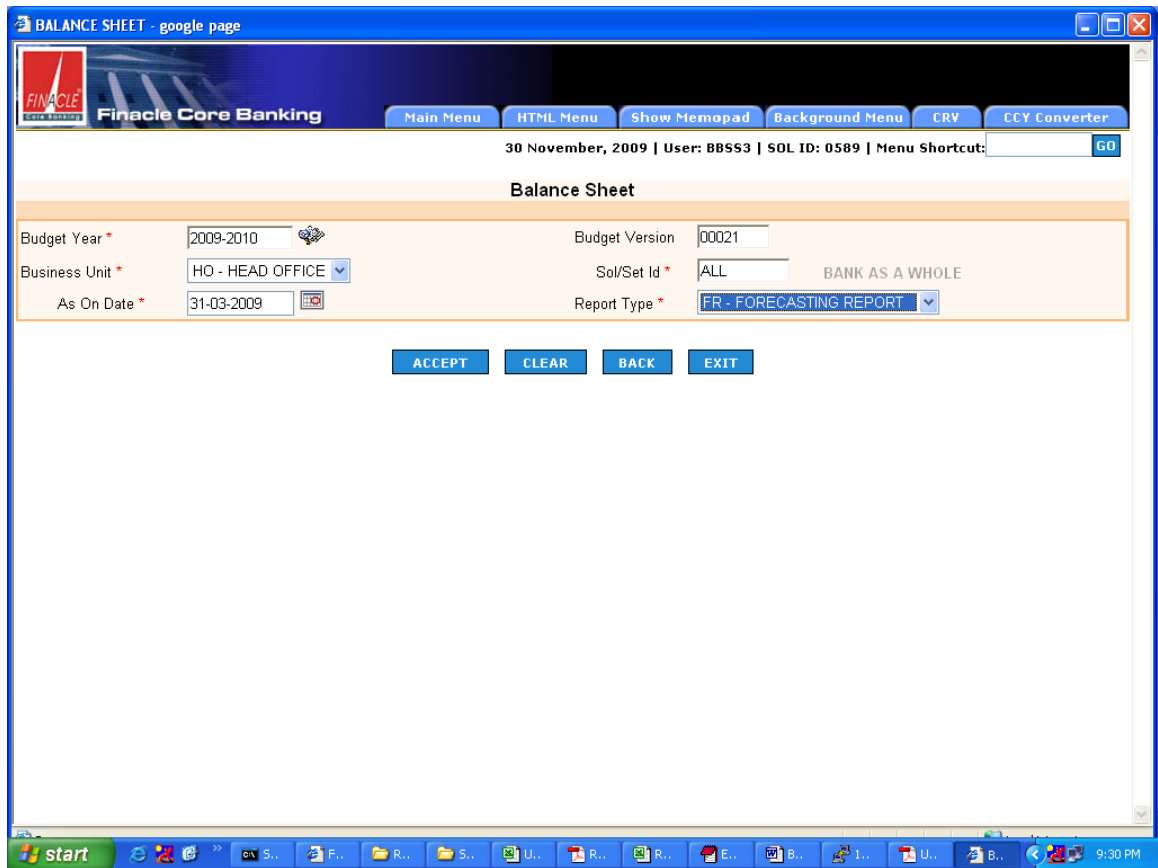 BALANCE SHEET - google page
FINACLE
Core Banking
Finacle Core Banking
Main Menu HTML Menu Show Memopad Background Menu CRV CCY Converter
30 November, 2009 | User: BBSS3 | SOL ID: 0589 | Menu Shortcut: GO
Balance Sheet
Budget Year * 2009-2010 Budget Version 00021
Business Unit * HO - HEAD OFFICE Sol/Set Id * ALL BANK AS A WHOLE
As On Date * 31-03-2009 Report Type * FR - FORECASTING REPORT
ACCEPT CLEAR BACK EXIT
start S.. F.. R.. S.. U.. R.. R.. E.. B.. 1.. U.. B.. 9:30 PM